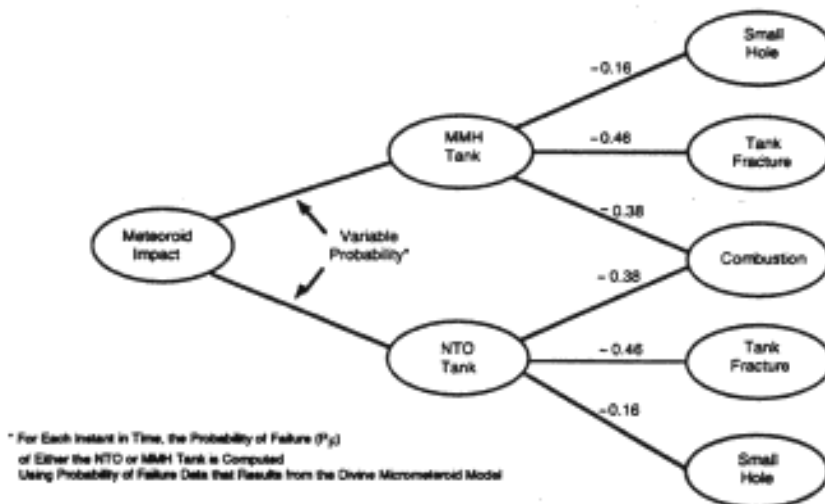 Small
Hole
~0.16
MMH
Tank
~0.46
Tank
Fracture
~0.38
Meteoroid
Impact
Variable
Probability*
Combustion
~0.38
NTO
Tank
~0.46
Tank
Fracture
~0.16
Small
Hole
* For Each Instant in Time, the Probability of Failure (PF)
of Either the NTO or MMH Tank is Computed
Using Probability of Failure Data that Results from the Divine Micrometeroid Model